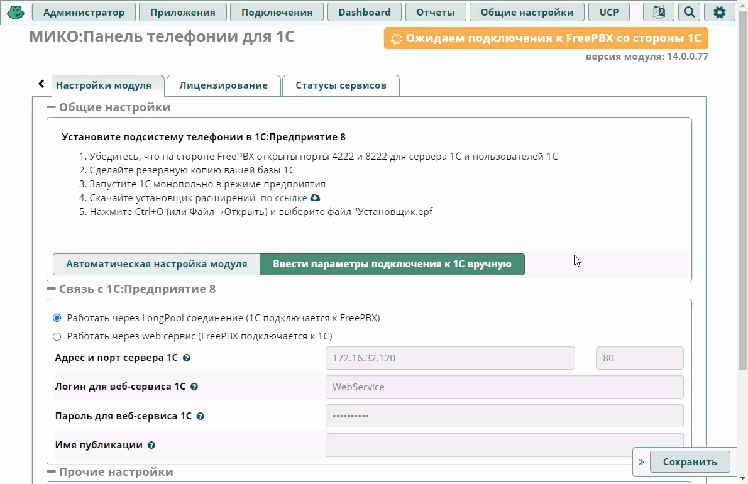 Администратор Приложения Подключения Dashboard Отчеты Общие настройки UCP
МИКО:Панель телефонии для 1С
Ожидаем подключения к FreePBX со стороны 1С
версия модуля: 14.0.0.77
Настройки модуля Лицензирование Статусы сервисов
Общие настройки
Установите подсистему телефонии в 1С:Предприятие 8
1. Убедитесь, что на стороне FreePBX открыты порты 4222 и 8222 для сервера 1С и пользователей 1С
2. Сделайте резервную копию вашей базы 1С
3. Запустите 1С монопольно в режиме предприятия
4. Скачайте установщик расширений по ссылке
5. Нажмите Ctrl+O (или Файл→Открыть) и выберите файл "Установщик.epf
Автоматическая настройка модуля Ввести параметры подключения к 1С вручную
Связь с 1С:Предприятие 8
Работать через LongPool соединение (1С подключается к FreePBX)
Работать через web сервис (FreePBX подключается к 1С)
Адрес и порт сервера 1С 172.16.32.120 80
Логин для веб-сервиса 1С WebService
Пароль для веб-сервиса 1С ••••••••••
Имя публикации
» Сохранить
Прочие настройки